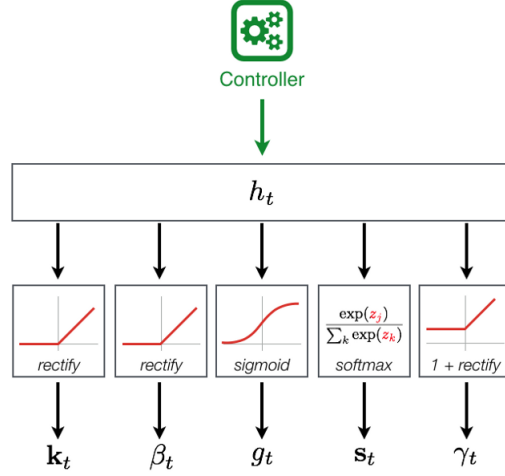 Controller
h_t
exp(z_j)
∑_k exp(z_k)
rectify rectify sigmoid softmax 1 + rectify
k_t β_t g_t s_t γ_t